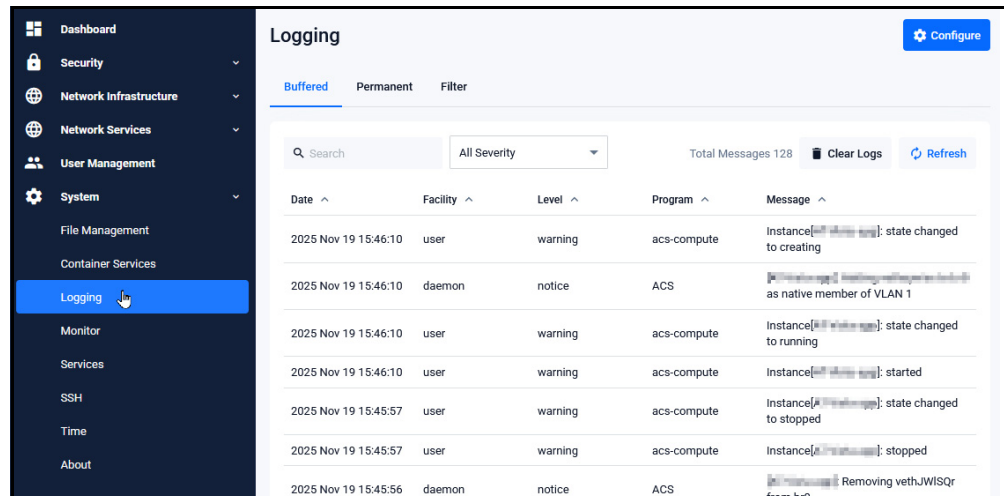 Dashboard
Security
Network Infrastructure
Network Services
User Management
System
File Management
Container Services
Logging
Monitor
Services
SSH
Time
About
Logging
Configure
Buffered Permanent Filter
Search All Severity Total Messages 128 Clear Logs Refresh
Date Facility Level Program Message
2025 Nov 19 15:46:10 user warning acs-compute Instance[ ]: state changed
to creating
2025 Nov 19 15:46:10 daemon notice ACS
as native member of VLAN 1
2025 Nov 19 15:46:10 user warning acs-compute Instance[ ]: state changed
to running
2025 Nov 19 15:46:10 user warning acs-compute Instance[ ]: started
2025 Nov 19 15:45:57 user warning acs-compute Instance[ ]: state changed
to stopped
2025 Nov 19 15:45:57 user warning acs-compute Instance[ ]: stopped
2025 Nov 19 15:45:56 daemon notice ACS Removing vethJWlSQr
from br0